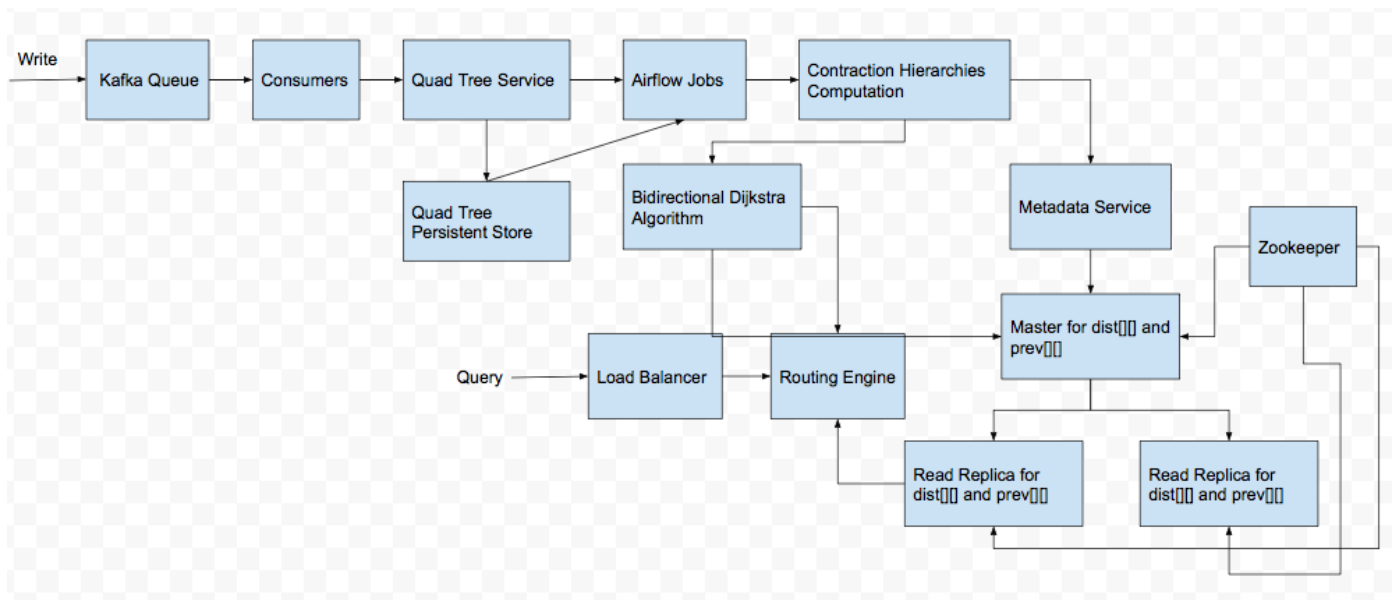 Write
Kafka Queue
Consumers
Quad Tree Service
Airflow Jobs
Contraction Hierarchies
Computation
Quad Tree
Persistent Store
Bidirectional Dijkstra
Algorithm
Metadata Service
Zookeeper
Master for dist[][] and
prev[][]
Query
Load Balancer
Routing Engine
Read Replica for
dist[][] and prev[][]
Read Replica for
dist[][] and prev[][]